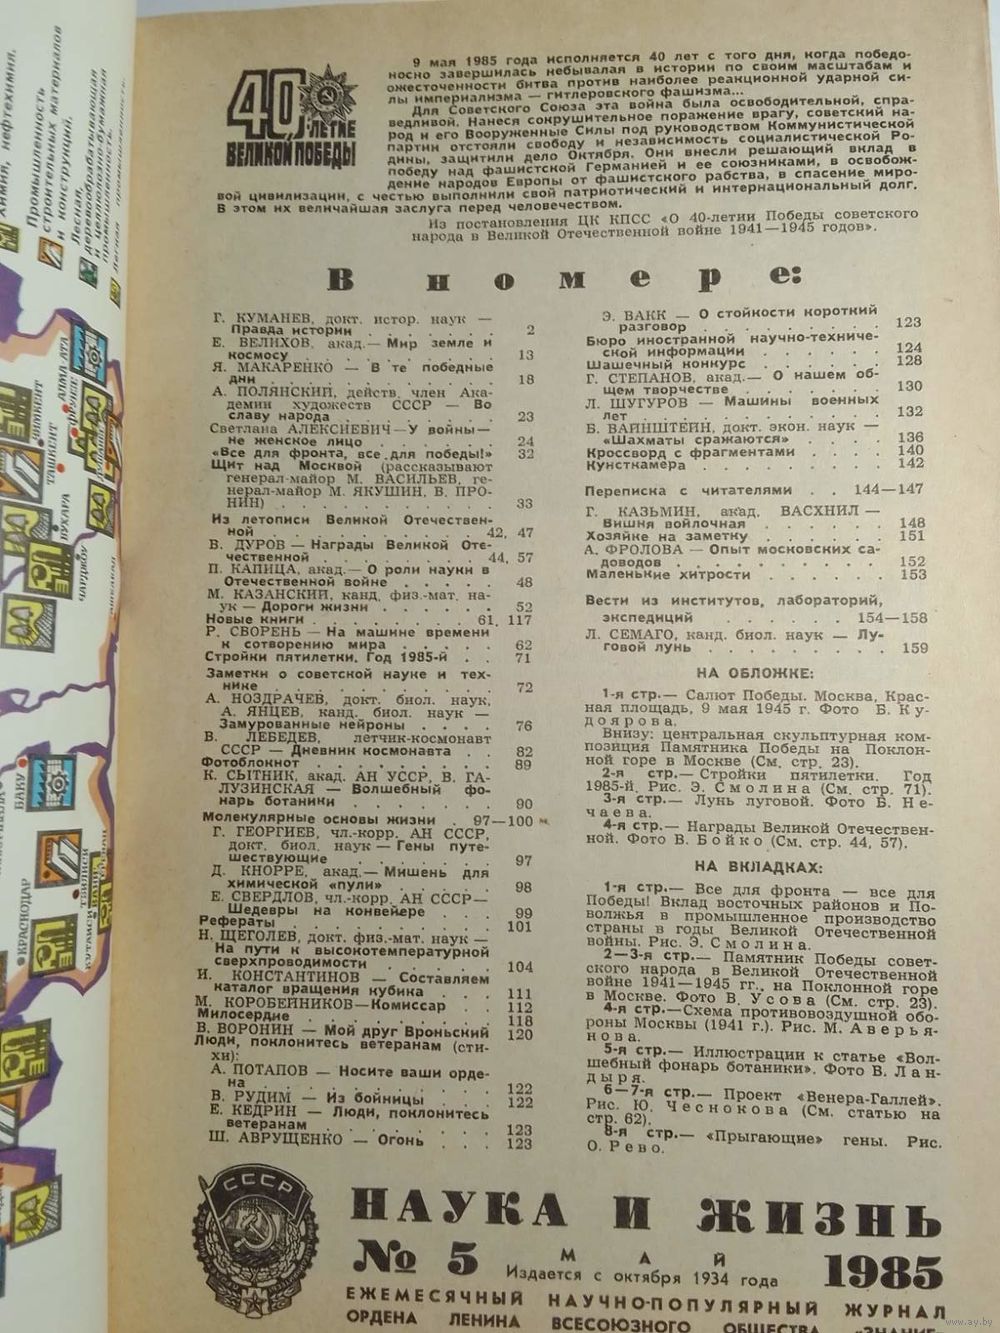 Химия, нефтехимия.
Промышленность
строительных материалов
и конструкций.
Лесная,
деревообрабатывающая
и целлюлозно-бумажная
промышленность.
Легкая промышленность.
АЛМА-АТА
ФРУНЗЕ
ЧИМКЕНТ
ТАШКЕНТ
БУХАРА
ЧАРДЖОУ
БАКУ
ТБИЛИСИ
КРАСНОДАР
КУТАИСИ
40-ЛЕТИЕ
ВЕЛИКОЙ ПОБЕДЫ
9 мая 1985 года исполняется 40 лет с того дня, когда победо-
носно завершилась небывалая в истории по своим масштабам и
ожесточенности битва против наиболее реакционной ударной си-
лы империализма — гитлеровского фашизма...
Для Советского Союза эта война была освободительной, спра-
ведливой. Нанеся сокрушительное поражение врагу, советский на-
род и его Вооруженные Силы под руководством Коммунистической
партии отстояли свободу и независимость социалистической Ро-
дины, защитили дело Октября. Они внесли решающий вклад в
победу над фашистской Германией и ее союзниками, в освобож-
дение народов Европы от фашистского рабства, в спасение миро-
вой цивилизации, с честью выполнили свой патриотический и интернациональный долг.
В этом их величайшая заслуга перед человечеством.
Из постановления ЦК КПСС «О 40-летии Победы советского
народа в Великой Отечественной войне 1941—1945 годов».
В номере:
Г. КУМАНЕВ, докт. истор. наук —
Правда истории . . . . . . . 2
Е. ВЕЛИХОВ, акад.— Мир земле и
космосу . . . . . . . . . 13
Я. МАКАРЕНКО — В те победные
дни . . . . . . . . . . 18
А. ПОЛЯНСКИЙ, действ. член Ака-
демии художеств СССР — Во
славу народа . . . . . . . 23
Светлана АЛЕКСИЕВИЧ — У войны —
не женское лицо . . . . . . 24
«Все для фронта, все для победы!» 32
Щит над Москвой (рассказывают
генерал-майор М. ВАСИЛЬЕВ, ге-
нерал-майор М. ЯКУШИН, В. ПРО-
НИН) . . . . . . . . . . 33
Из летописи Великой Отечествен-
ной . . . . . . . . . 42, 47
В. ДУРОВ — Награды Великой Оте-
чественной . . . . . . . 44, 57
П. КАПИЦА, акад.— О роли науки в
Отечественной войне . . . . . 48
М. КАЗАНСКИЙ, канд. физ.-мат. на-
ук — Дороги жизни . . . . . . 52
Новые книги . . . . . . . 61, 117
Р. СВОРЕНЬ — На машине времени
к сотворению мира . . . . . 62
Стройки пятилетки. Год 1985-й . . 71
Заметки о советской науке и тех-
нике . . . . . . . . . . 72
А. НОЗДРАЧЕВ, докт. биол. наук,
А. ЯНЦЕВ, канд. биол. наук —
Замурованные нейроны . . . . 76
В. ЛЕБЕДЕВ, летчик-космонавт
СССР — Дневник космонавта . . 82
Фотоблокнот . . . . . . . . 89
К. СЫТНИК, акад. АН УССР, В. ГА-
ЛУЗИНСКАЯ — Волшебный фо-
нарь ботаники . . . . . . . 90
Молекулярные основы жизни . 97—100
Г. ГЕОРГИЕВ, чл.-корр. АН СССР,
докт. биол. наук — Гены путе-
шествующие . . . . . . . 97
Д. КНОРРЕ, акад.— Мишень для
химической «пули» . . . . . 98
Е. СВЕРДЛОВ, чл.-корр. АН СССР—
Шедевры на конвейере . . . 99
Рефераты . . . . . . . . . 101
Н. ЩЕГОЛЕВ, докт. физ.-мат. наук —
На пути к высокотемпературной
сверхпроводимости . . . . . 104
И. КОНСТАНТИНОВ — Составляем
каталог вращения кубика . . . 111
М. КОРОБЕЙНИКОВ—Комиссар . . 112
Милосердие . . . . . . . . 118
В. ВОРОНИН — Мой друг Вроньский 120
Люди, поклонитесь ветеранам (сти-
хи):
А. ПОТАПОВ — Носите ваши орде-
на . . . . . . . . . . . 122
В. РУДИМ — Из бойницы . . . . 122
Е. КЕДРИН — Люди, поклонитесь
ветеранам . . . . . . . . 123
Ш. АВРУЩЕНКО — Огонь . . . 123
Э. ВАКК — О стойкости короткий
разговор . . . . . . . . . 123
Бюро иностранной научно-техниче-
ской информации . . . . . . 124
Шашечный конкурс . . . . . . 128
Г. СТЕПАНОВ, акад.— О нашем об-
щем творчестве . . . . . . . 130
Л. ШУГУРОВ — Машины военных
лет . . . . . . . . . . . 132
Б. ВАЙНШТЕЙН, докт. экон. наук —
«Шахматы сражаются» . . . . 136
Кроссворд с фрагментами . . . . 140
Кунсткамера . . . . . . . . 142
Переписка с читателями . . 144—147
Г. КАЗЬМИН, акад. ВАСХНИЛ —
Вишня войлочная . . . . . . 148
Хозяйке на заметку . . . . . . 151
А. ФРОЛОВА — Опыт московских са-
доводов . . . . . . . . . 152
Маленькие хитрости . . . . . . 153
Вести из институтов, лабораторий,
экспедиций . . . . . . 154—158
Л. СЕМАГО, канд. биол. наук — Лу-
говой лунь . . . . . . . . 159
НА ОБЛОЖКЕ:
1-я стр.— Салют Победы. Москва, Крас-
ная площадь, 9 мая 1945 г. Фото Б. Ку-
доярова.
Внизу: центральная скульптурная ком-
позиция Памятника Победы на Поклон-
ной горе в Москве (См. стр. 23).
2-я стр.— Стройки пятилетки. Год
1985-й. Рис. Э. Смолина (См. стр. 71).
3-я стр.— Лунь луговой. Фото Б. Не-
чаева.
4-я стр.— Награды Великой Отечествен-
ной. Фото В. Бойко (См. стр. 44, 57).
НА ВКЛАДКАХ:
1-я стр.— Все для фронта — все для
Победы! Вклад восточных районов и По-
волжья в промышленное производство
страны в годы Великой Отечественной
войны. Рис. Э. Смолина.
2—3-я стр.— Памятник Победы совет-
ского народа в Великой Отечественной
войне 1941—1945 гг., на Поклонной горе
в Москве. Фото В. Усова (См. стр. 23).
4-я стр.—Схема противовоздушной обо-
роны Москвы (1941 г.). Рис. М. Аверья-
нова.
5-я стр.— Иллюстрации к статье «Вол-
шебный фонарь ботаники». Фото В. Лан-
дыря.
6—7-я стр.— Проект «Венера-Галлей».
Рис. Ю. Чеснокова (См. статью на
стр. 62).
8-я стр.— «Прыгающие» гены. Рис.
О. Рево.
СССР
НАУКА И ЖИЗНЬ
№ 5 МАЙ 1985
Издается с октября 1934 года
ЕЖЕМЕСЯЧНЫЙ НАУЧНО-ПОПУЛЯРНЫЙ ЖУРНАЛ
ОРДЕНА ЛЕНИНА ВСЕСОЮЗНОГО ОБЩЕСТВА «ЗНАНИЕ»
www.ay.by